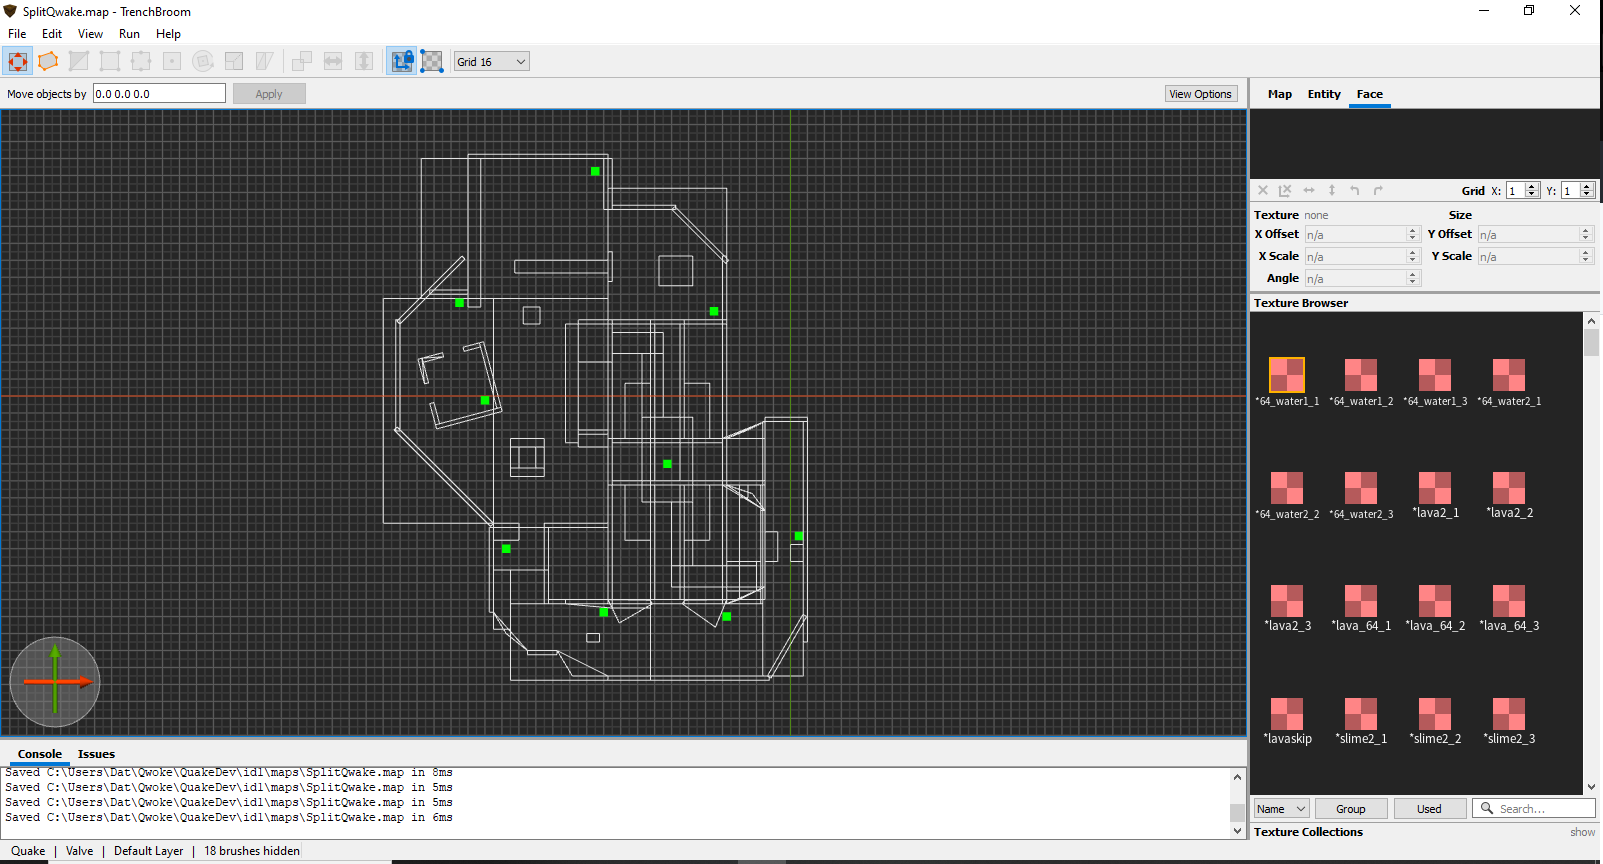 SplitQwake.map - TrenchBroom
File Edit View Run Help
Grid 16
Move objects by 0.0 0.0 0.0 Apply View Options
Map Entity Face
Grid X: 1 Y: 1
Texture none Size
X Offset n/a Y Offset n/a
X Scale n/a Y Scale n/a
Angle n/a
Texture Browser
*64_water1_1 *64_water1_2 *64_water1_3 *64_water2_1
*64_water2_2 *64_water2_3 *lava2_1 *lava2_2
*lava2_3 *lava_64_1 *lava_64_2 *lava_64_3
*lavaskip *slime2_1 *slime2_2 *slime2_3
Name Group Used Search...
Texture Collections show
Console Issues
Saved C:\Users\Dat\Qwoke\QuakeDev\id1\maps\SplitQwake.map in 8ms
Saved C:\Users\Dat\Qwoke\QuakeDev\id1\maps\SplitQwake.map in 5ms
Saved C:\Users\Dat\Qwoke\QuakeDev\id1\maps\SplitQwake.map in 5ms
Saved C:\Users\Dat\Qwoke\QuakeDev\id1\maps\SplitQwake.map in 6ms
Quake | Valve | Default Layer | 18 brushes hidden